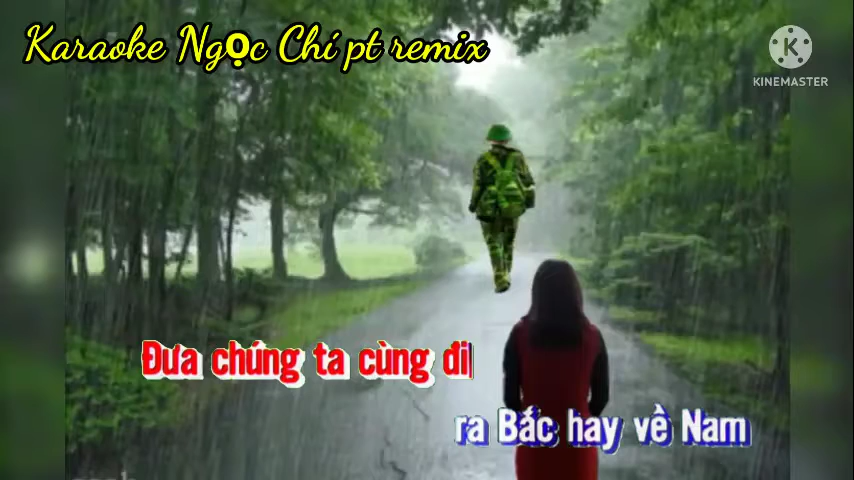 Karaoke Ngọc Chí pt remix
KINEMASTER
Đưa chúng ta cùng đi
ra Bắc hay về Nam